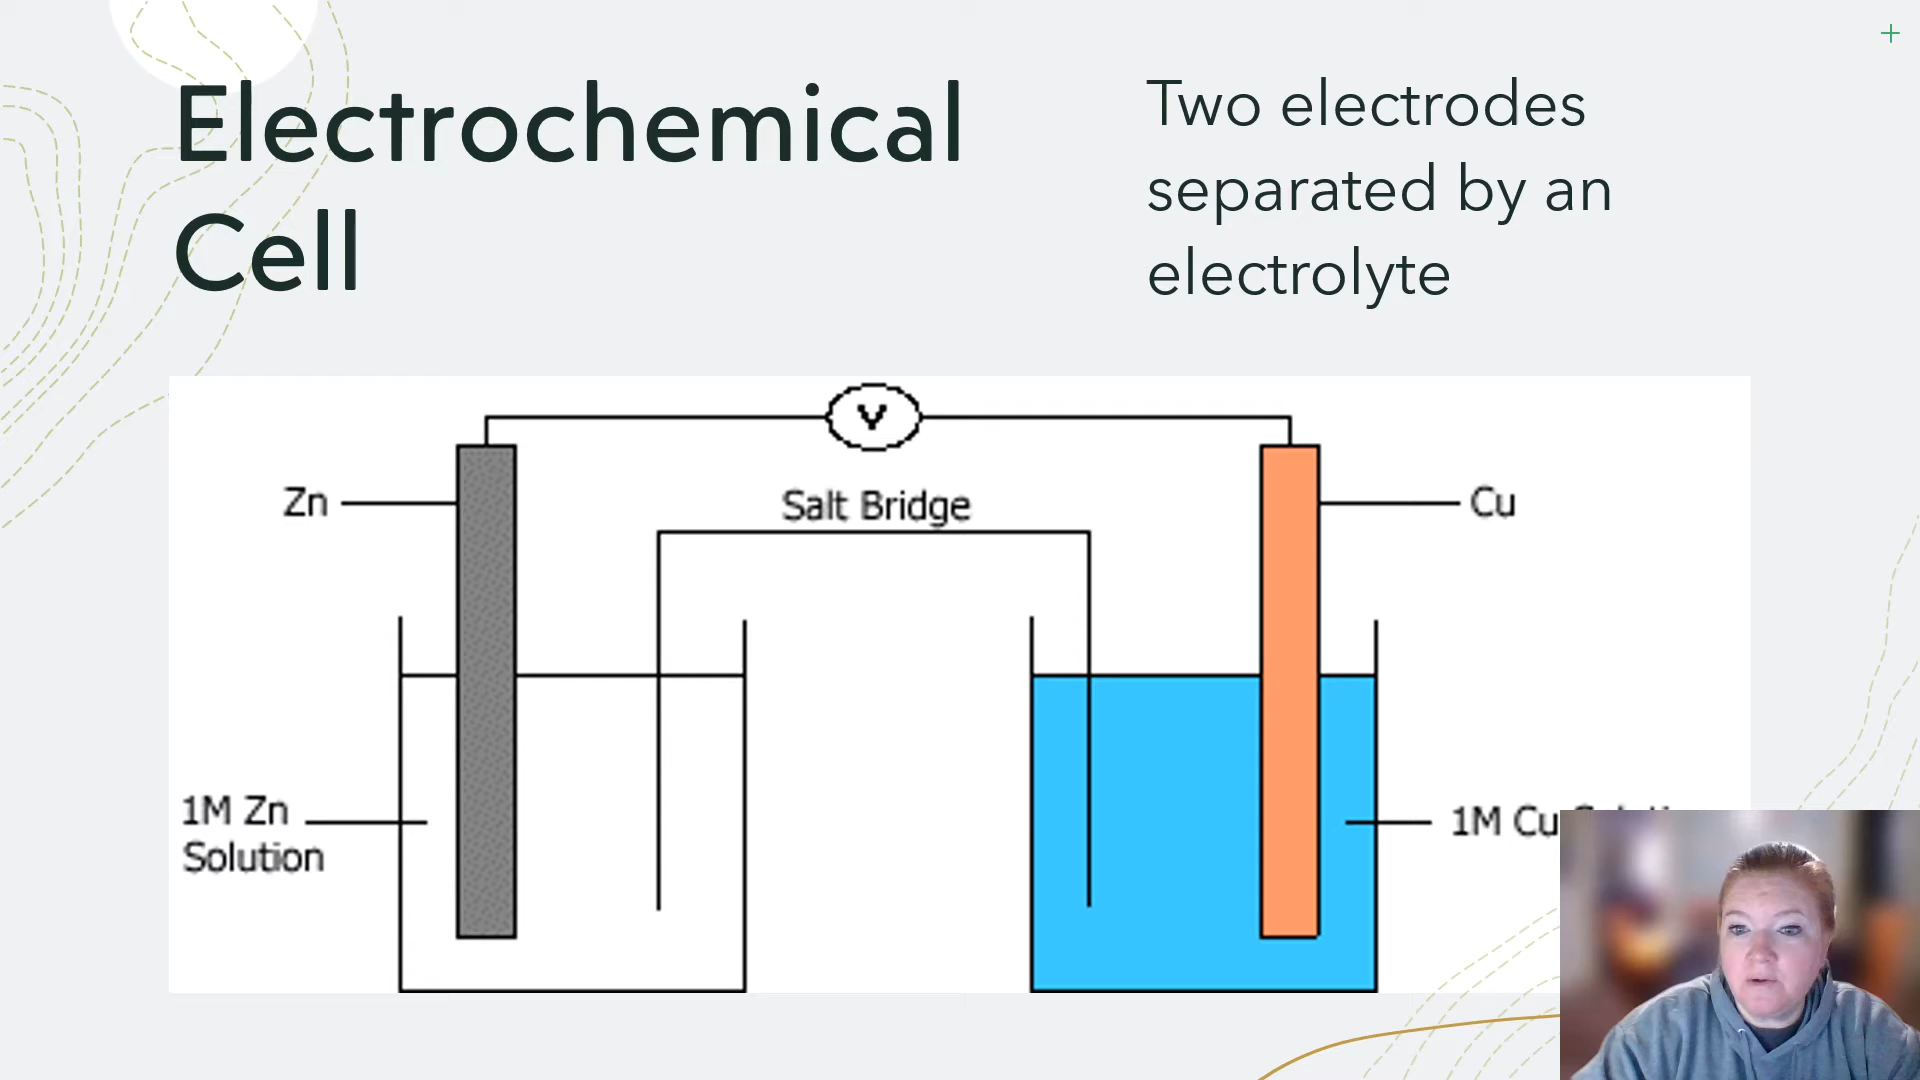 Electrochemical
Cell
Two electrodes
separated by an
electrolyte
V
Zn
Salt Bridge
Cu
1M Zn
Solution
1M Cu